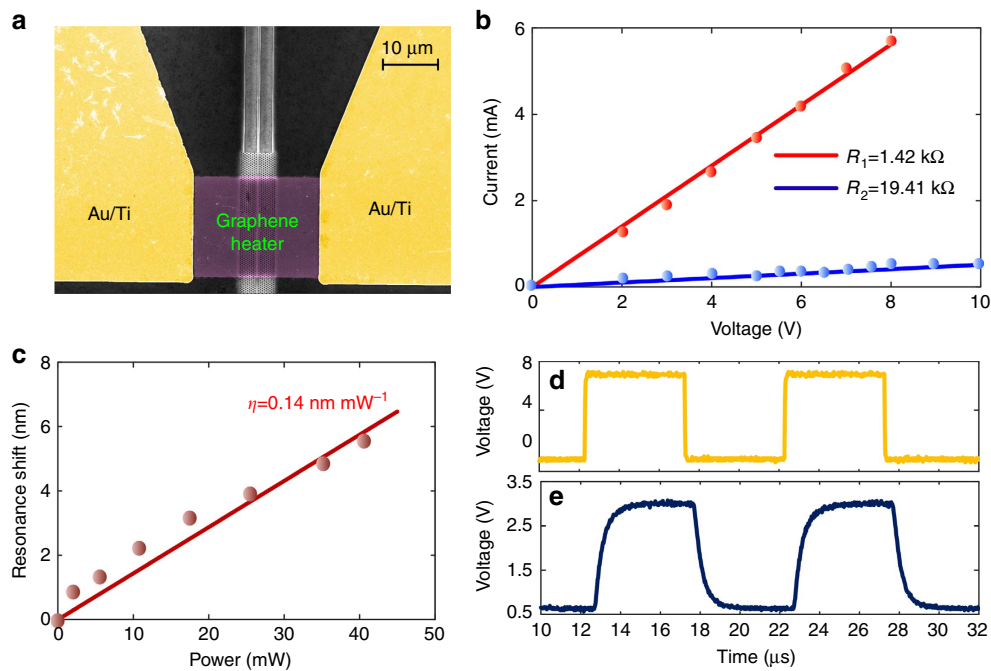 a
10 μm
Au/Ti
Graphene
heater
Au/Ti
b
6
4
2
0
Current (mA)
R₁=1.42 kΩ
R₂=19.41 kΩ
0
2
4
6
8
10
Voltage (V)
c
8
6
4
2
0
Resonance shift (nm)
η=0.14 nm mW⁻¹
0
10
20
30
40
50
Power (mW)
d
8
4
0
Voltage (V)
e
3.5
2.5
1.5
0.5
Voltage (V)
10
12
14
16
18
20
22
24
26
28
30
32
Time (μs)